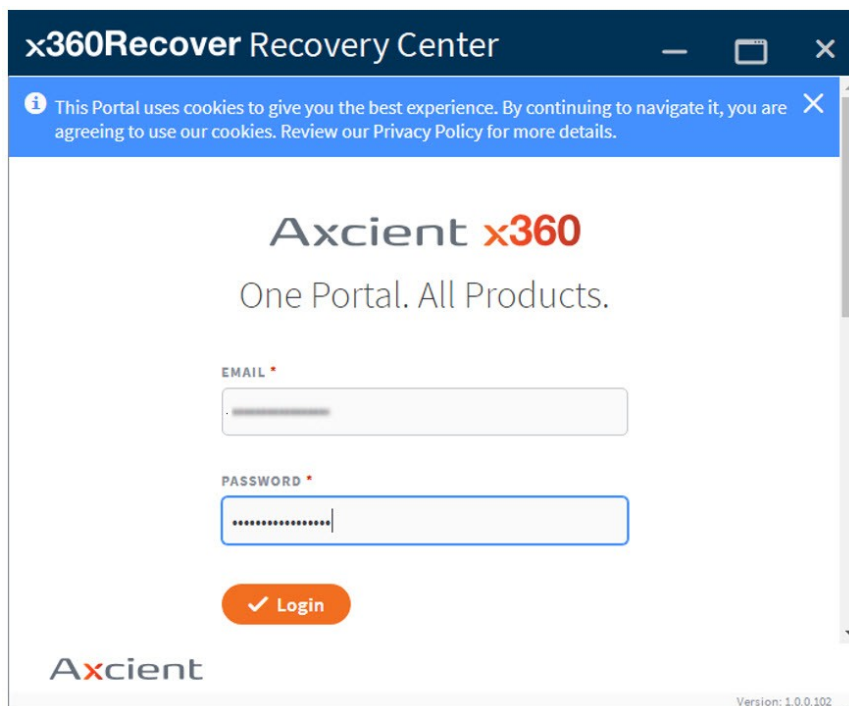 x360Recover Recovery Center
This Portal uses cookies to give you the best experience. By continuing to navigate it, you are
agreeing to use our cookies. Review our Privacy Policy for more details.
Axcient x360
One Portal. All Products.
EMAIL *
PASSWORD *
••••••••••••••••••
Login
Axcient
Version: 1.0.0.102